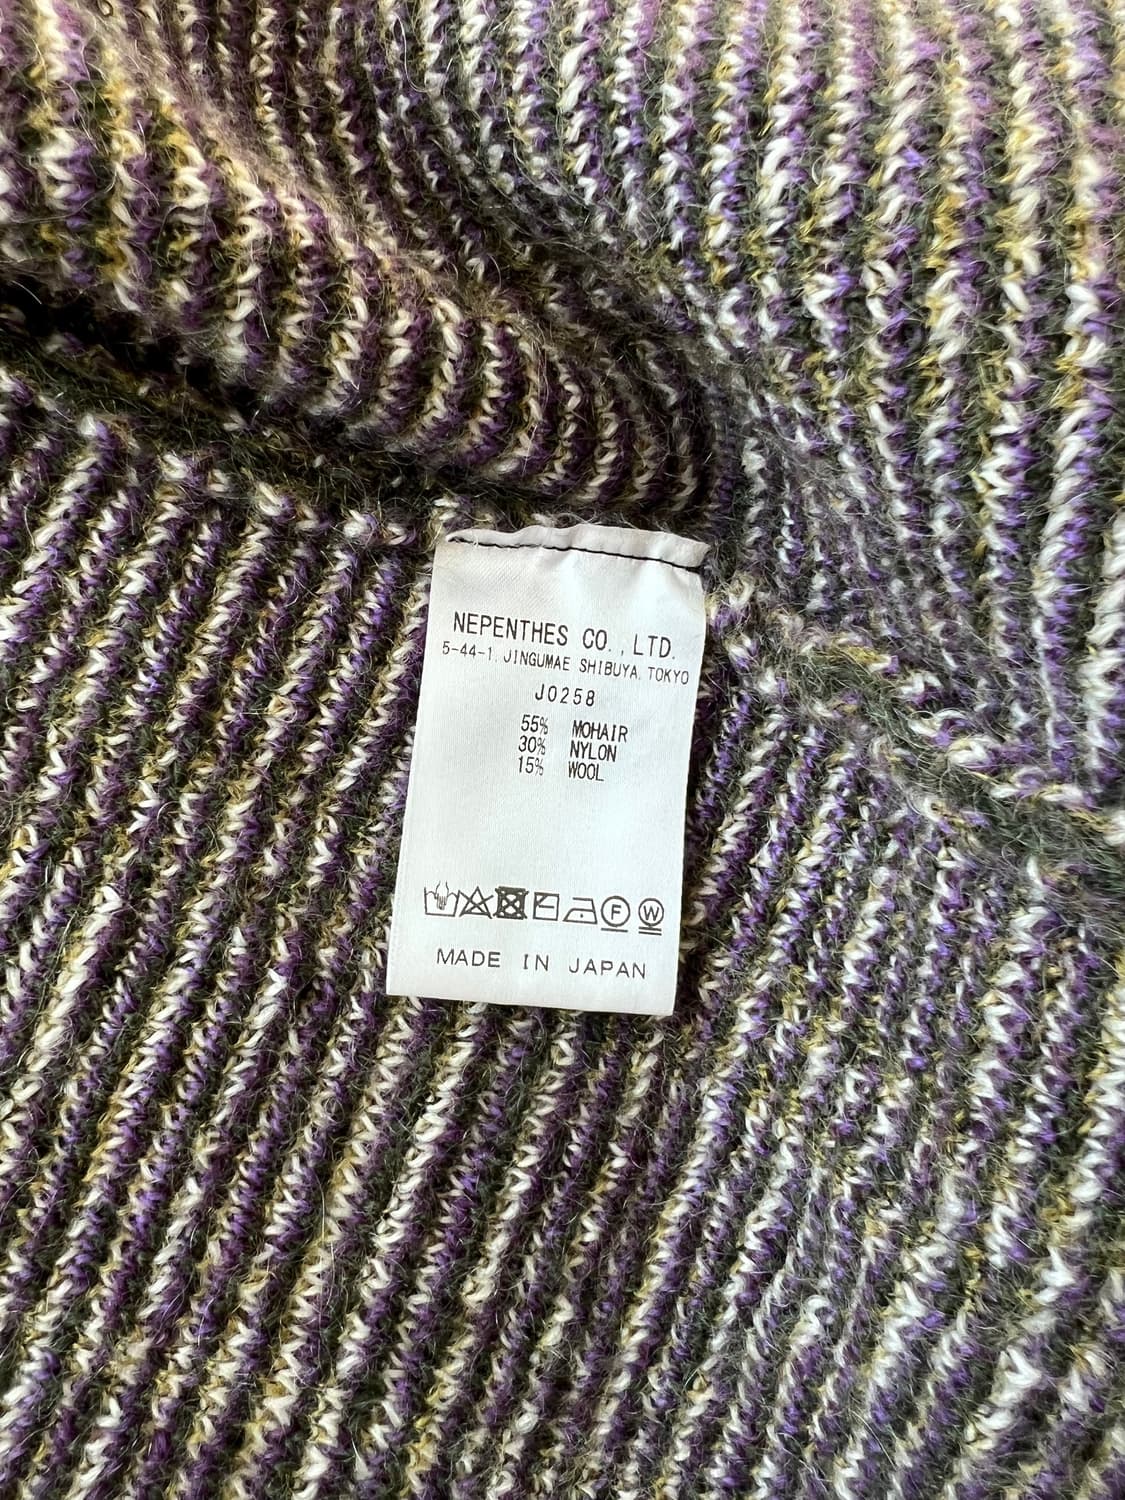 NEPENTHES CO.,LTD.
5-44-1, JINGUMAE SHIBUYA, TOKYO
J0258
55% MOHAIR
30% NYLON
15% WOOL
F W
MADE IN JAPAN